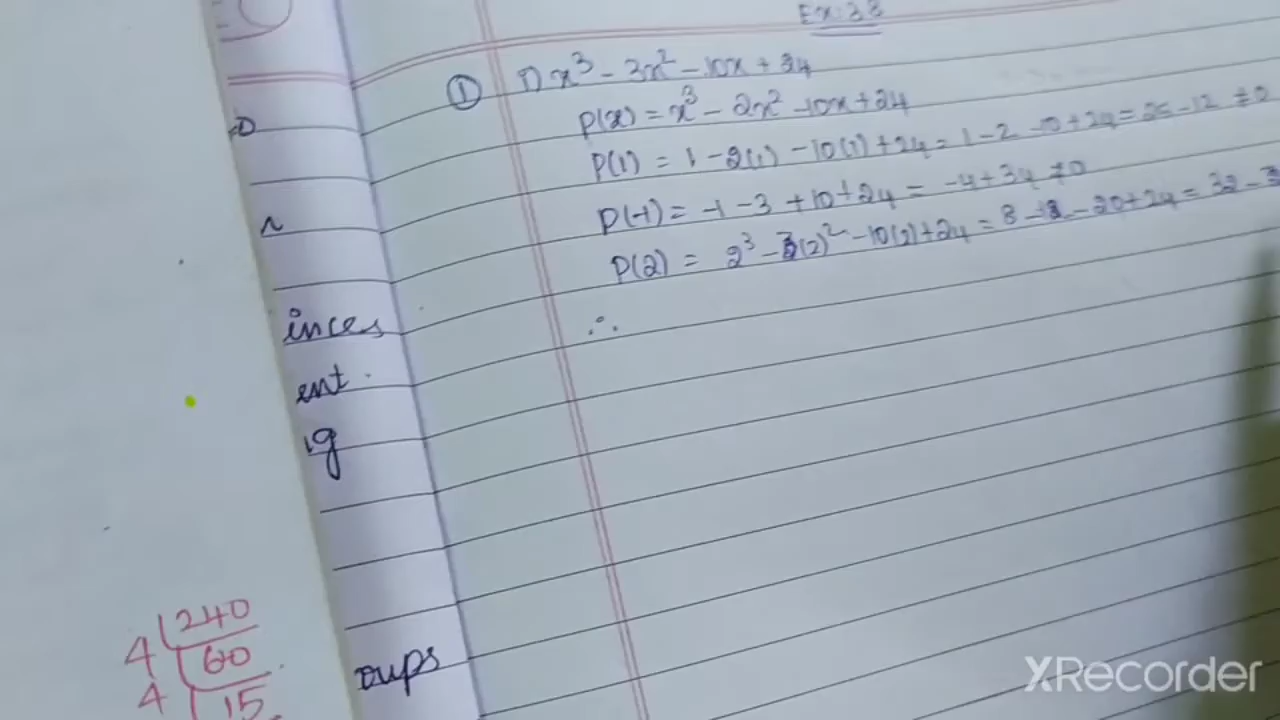 Ex: 3.8
① 1) x³ - 3x² - 10x + 24
p(x) = x³ - 2x² - 10x + 24
p(1) = 1 - 2(1) - 10(1) + 24 = 1 - 2 - 10 + 24 = 25 - 12 ≠ 0
p(-1) = -1 - 3 + 10 + 24 = -4 + 34 ≠ 0
p(2) = 2³ - 3(2)² - 10(2) + 24 = 8 - 12 - 20 + 24 = 32 - 3
∴
inces
ent.
ig
oups
4 240
4 60
15
XRecorder